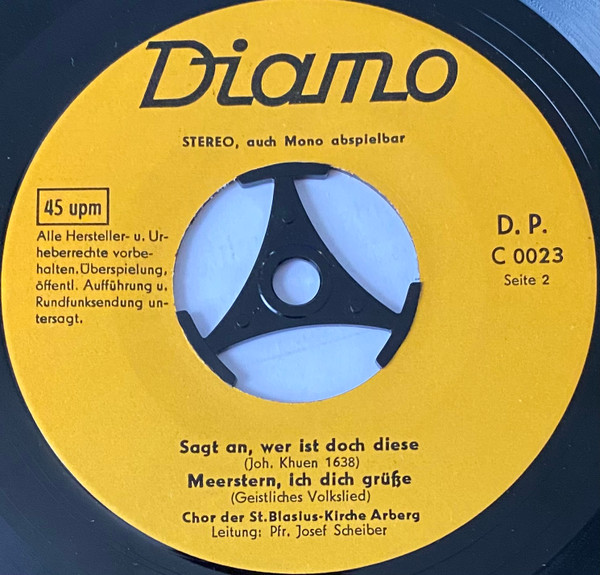 Diamo
STEREO, auch Mono abspielbar
45 upm
Alle Hersteller- u. Ur-
heberrechte vorbe-
halten. Überspielung,
öffentl. Aufführung u.
Rundfunksendung un-
tersagt.
D. P.
C 0023
Seite 2
Sagt an, wer ist doch diese
(Joh. Khuen 1638)
Meerstern, ich dich grüße
(Geistliches Volkslied)
Chor der St. Blasius-Kirche Arberg
Leitung: Pfr. Josef Scheiber